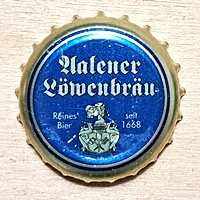 Aalener
Löwenbräu
Reines seit
Bier 1668